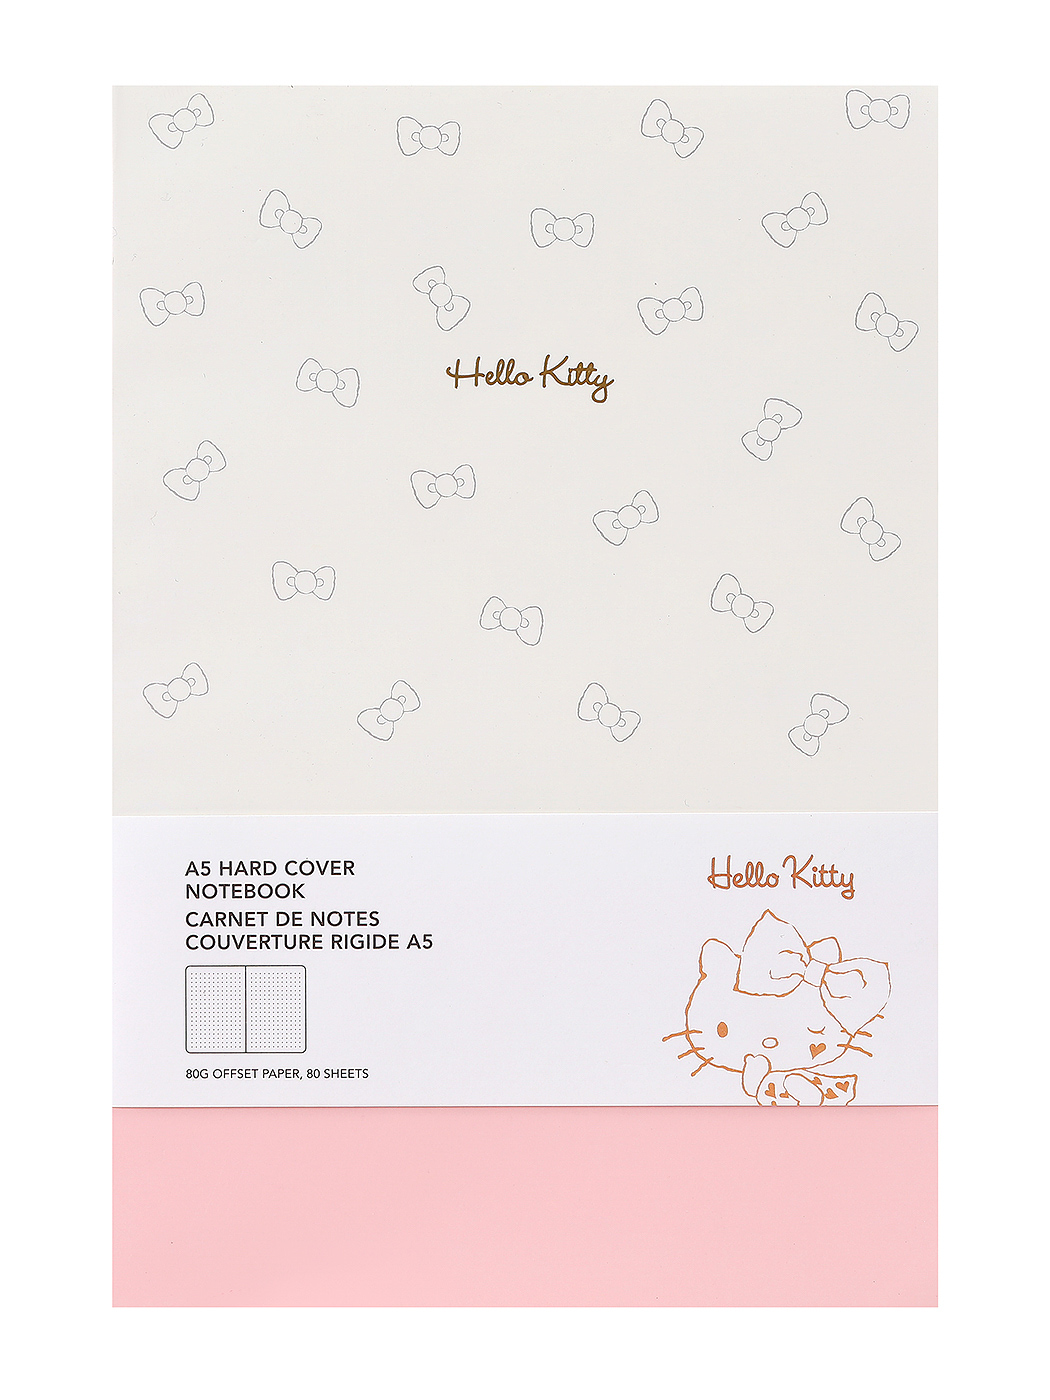 Hello Kitty
A5 HARD COVER
NOTEBOOK
CARNET DE NOTES
COUVERTURE RIGIDE A5
80G OFFSET PAPER, 80 SHEETS
Hello Kitty